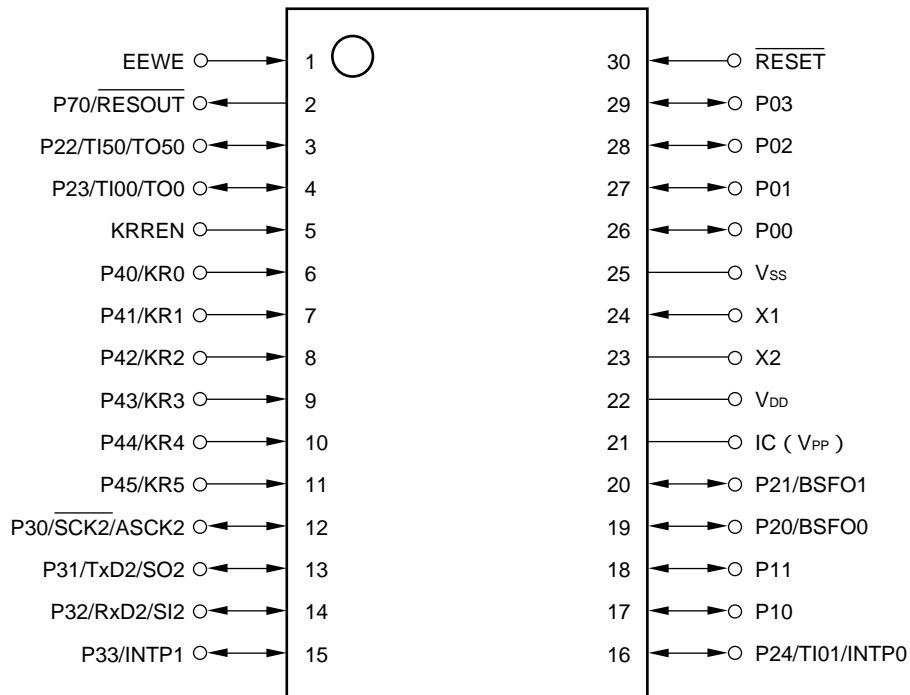 EEWE 1 30 RESET
P70/RESOUT 2 29 P03
P22/TI50/TO50 3 28 P02
P23/TI00/TO0 4 27 P01
KRREN 5 26 P00
P40/KR0 6 25 VSS
P41/KR1 7 24 X1
P42/KR2 8 23 X2
P43/KR3 9 22 VDD
P44/KR4 10 21 IC ( VPP )
P45/KR5 11 20 P21/BSFO1
P30/SCK2/ASCK2 12 19 P20/BSFO0
P31/TxD2/SO2 13 18 P11
P32/RxD2/SI2 14 17 P10
P33/INTP1 15 16 P24/TI01/INTP0